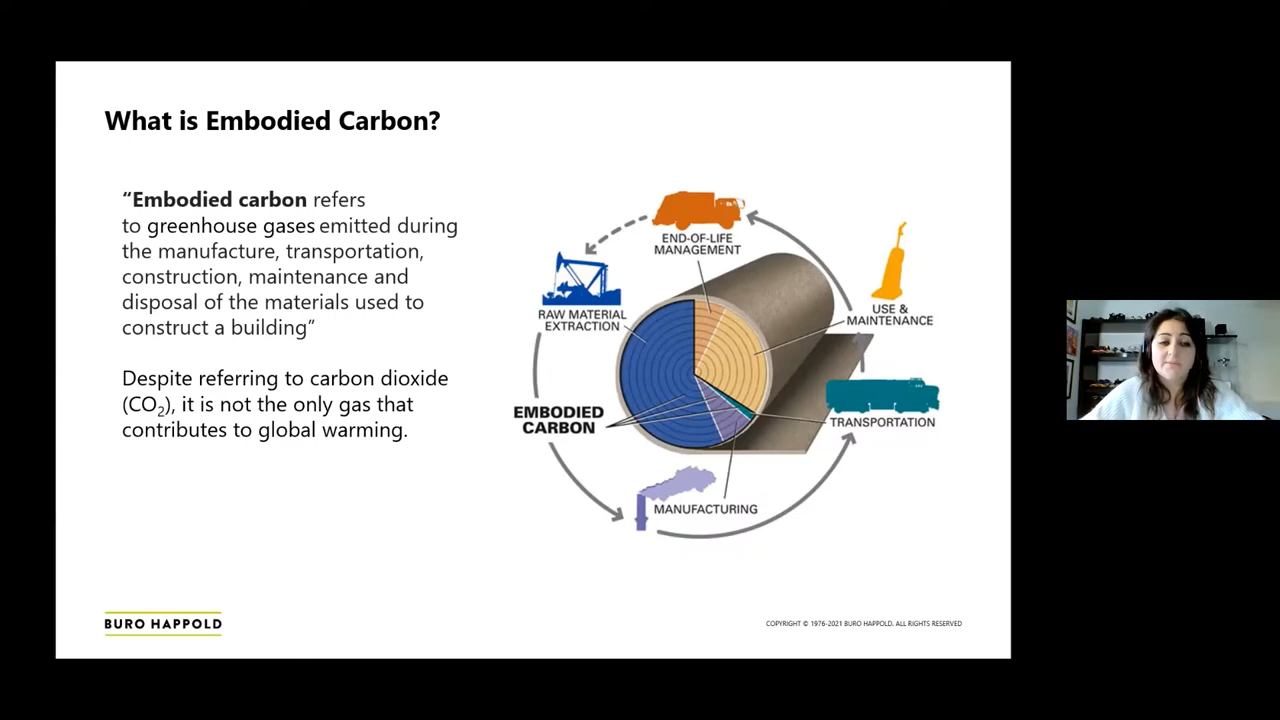 What is Embodied Carbon?
“Embodied carbon refers
to greenhouse gases emitted during
the manufacture, transportation,
construction, maintenance and
disposal of the materials used to
construct a building”
Despite referring to carbon dioxide
(CO₂), it is not the only gas that
contributes to global warming.
END-OF-LIFE
MANAGEMENT
RAW MATERIAL
EXTRACTION
USE &
MAINTENANCE
EMBODIED
CARBON
TRANSPORTATION
MANUFACTURING
BURO HAPPOLD
COPYRIGHT © 1976-2021 BURO HAPPOLD. ALL RIGHTS RESERVED